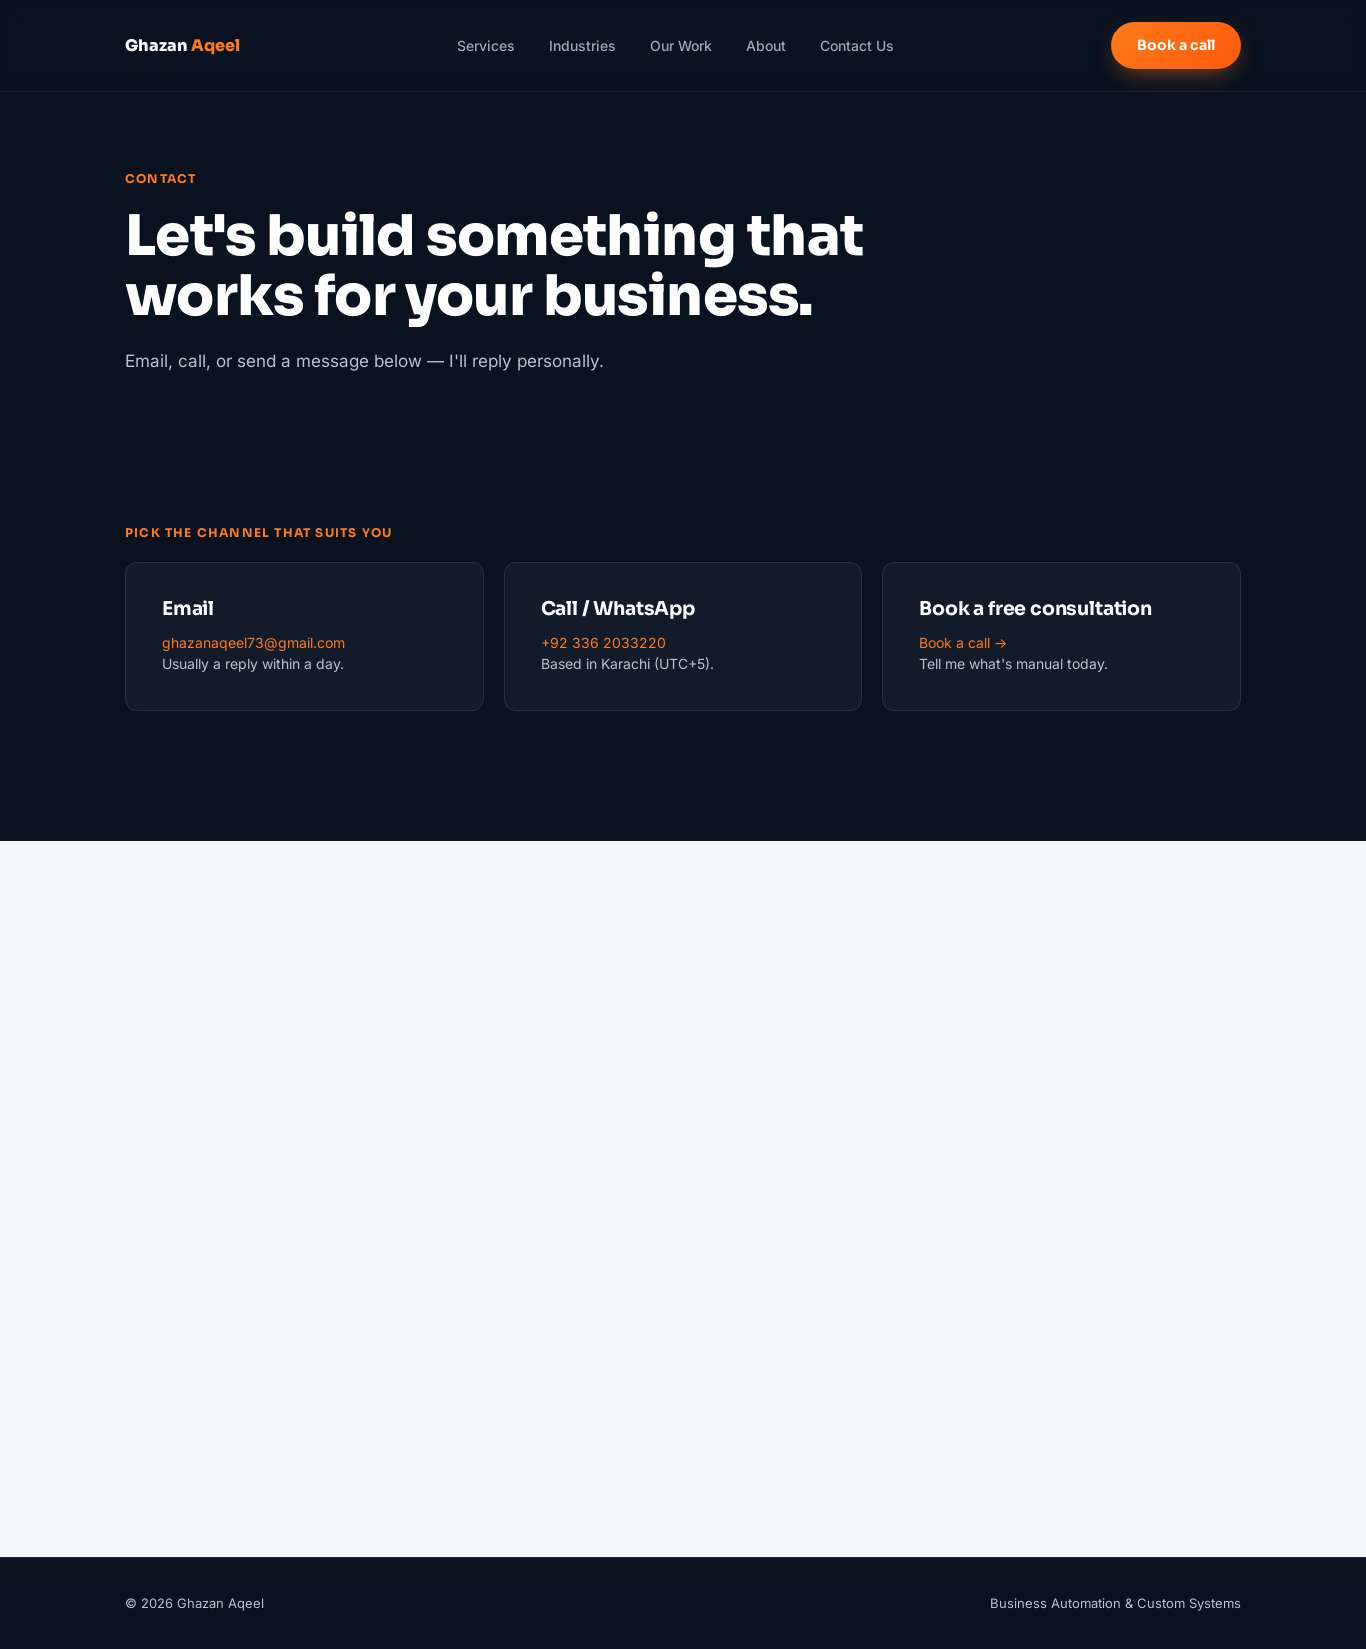 Ghazan Aqeel
Services
Industries
Our Work
About
Contact Us
Book a call
CONTACT
Let's build something that
works for your business.
Email, call, or send a message below — I'll reply personally.
PICK THE CHANNEL THAT SUITS YOU
Email
ghazanaqeel73@gmail.com
Usually a reply within a day.
Call / WhatsApp
+92 336 2033220
Based in Karachi (UTC+5).
Book a free consultation
Book a call →
Tell me what's manual today.
© 2026 Ghazan Aqeel
Business Automation & Custom Systems